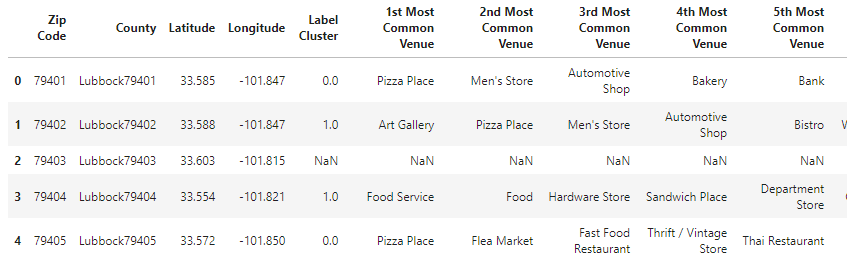 Zip Code County Latitude Longitude Label Cluster 1st Most Common Venue 2nd Most Common Venue 3rd Most Common Venue 4th Most Common Venue 5th Most Common Venue
0 79401 Lubbock79401 33.585 -101.847 0.0 Pizza Place Men's Store Automotive Shop Bakery Bank
1 79402 Lubbock79402 33.588 -101.847 1.0 Art Gallery Pizza Place Men's Store Automotive Shop Bistro
2 79403 Lubbock79403 33.603 -101.815 NaN NaN NaN NaN NaN NaN
3 79404 Lubbock79404 33.554 -101.821 1.0 Food Service Food Hardware Store Sandwich Place Department Store
4 79405 Lubbock79405 33.572 -101.850 0.0 Pizza Place Flea Market Fast Food Restaurant Thrift / Vintage Store Thai Restaurant